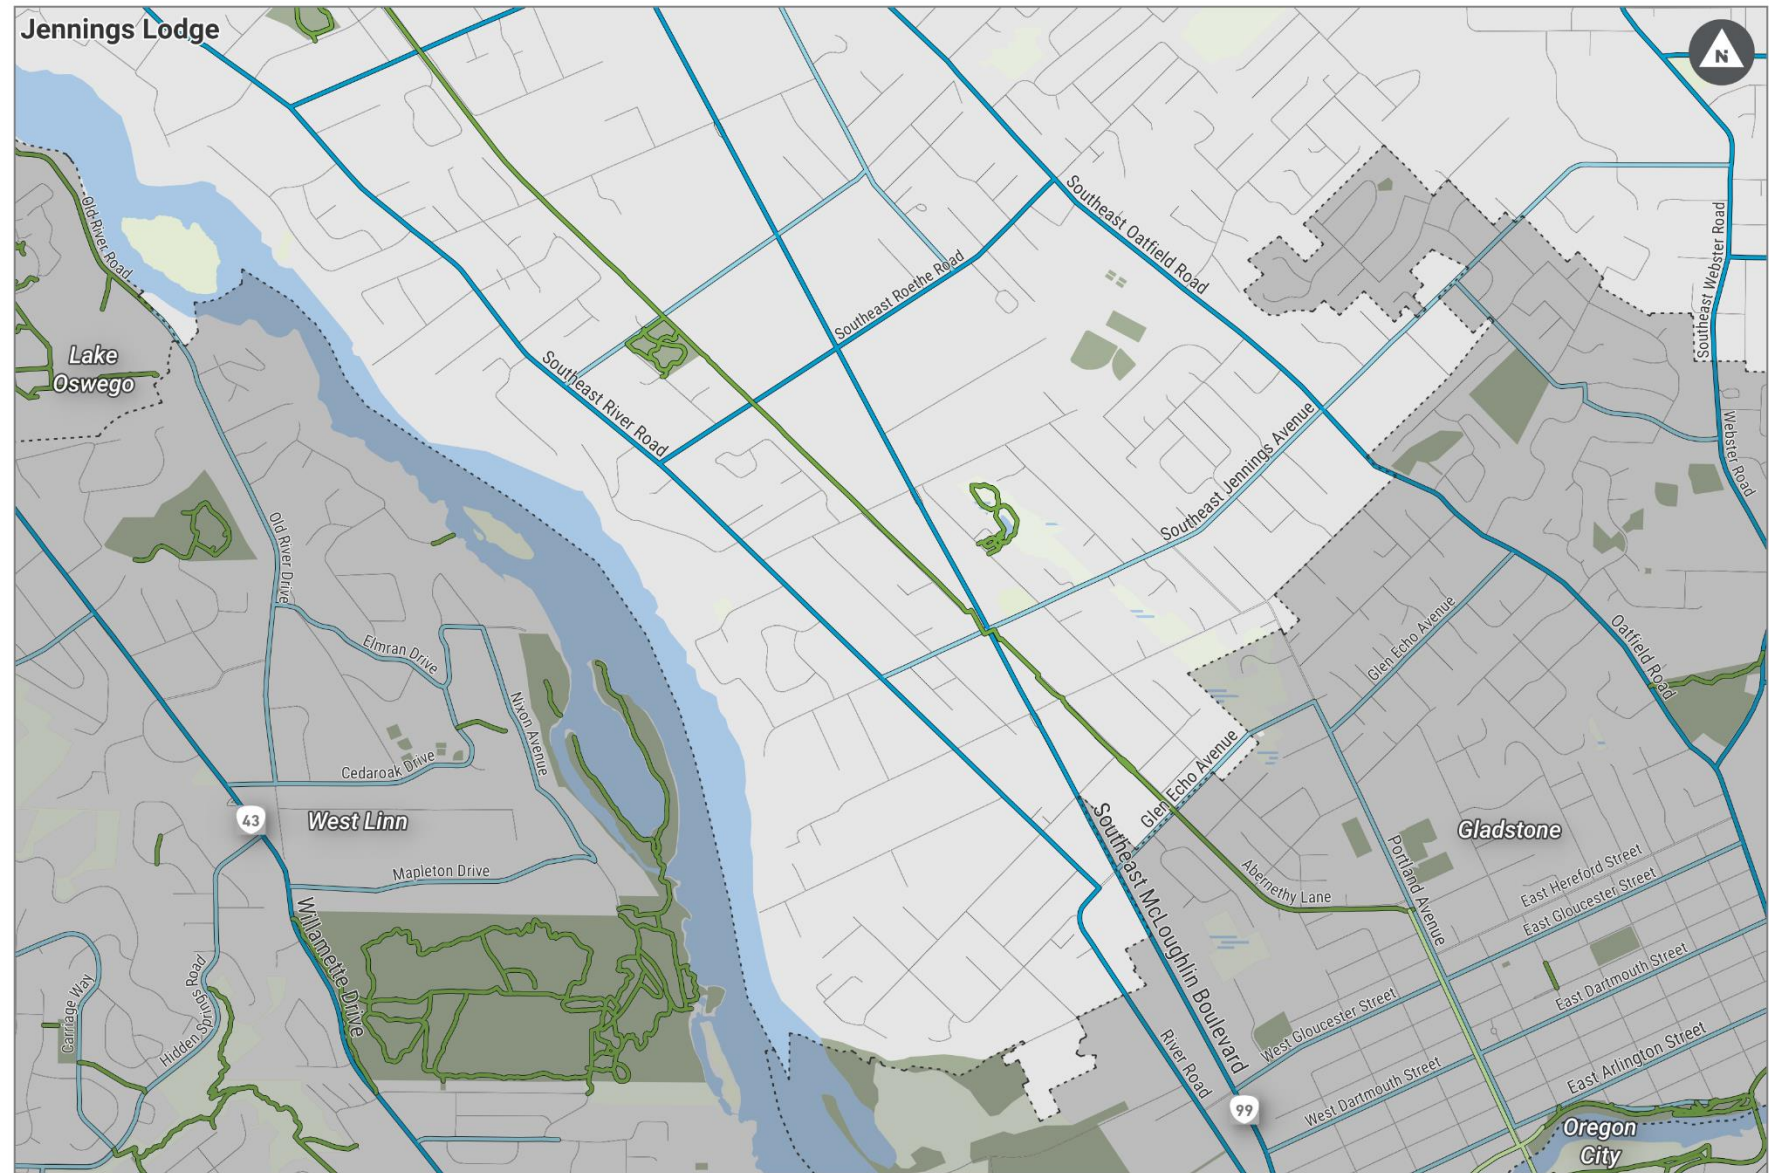 Jennings Lodge
N
Old River Road
Southeast Oatfield Road
Southeast Webster Road
Southeast Roethe Road
Lake
Oswego
Southeast River Road
Southeast Jennings Avenue
Webster Road
Old River Drive
Elmran Drive
Glen Echo Avenue
Oatfield Road
Nixon Avenue
Cedaroak Drive
Glen Echo Avenue
43
West Linn
Gladstone
Southeast McLoughlin Boulevard
Mapleton Drive
Abernethy Lane
Portland Avenue
East Hereford Street
East Gloucester Street
Willamette Drive
Carriage Way
Hidden Springs Road
East Dartmouth Street
West Gloucester Street
River Road
East Arlington Street
West Dartmouth Street
99
Oregon
City